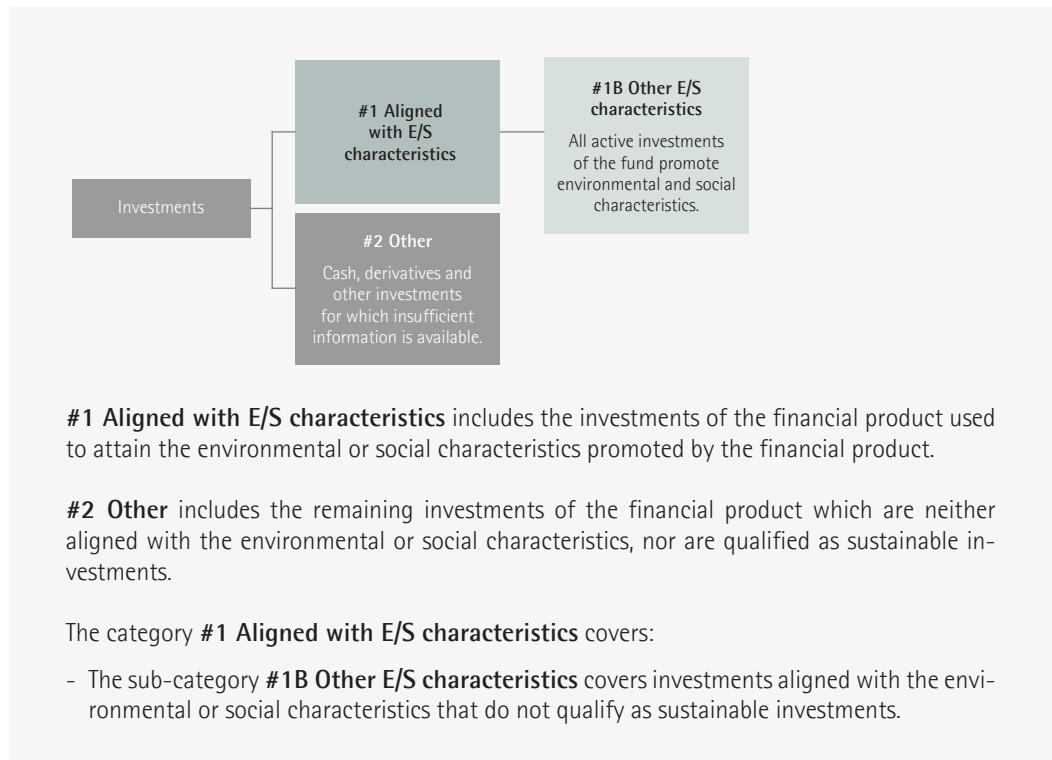 #1 Aligned
with E/S
characteristics
#1B Other E/S
characteristics
All active investments
of the fund promote
environmental and social
characteristics.
Investments
#2 Other
Cash, derivatives and
other investments
for which insufficient
information is available.
#1 Aligned with E/S characteristics includes the investments of the financial product used
to attain the environmental or social characteristics promoted by the financial product.
#2 Other includes the remaining investments of the financial product which are neither
aligned with the environmental or social characteristics, nor are qualified as sustainable in-
vestments.
The category #1 Aligned with E/S characteristics covers:
- The sub-category #1B Other E/S characteristics covers investments aligned with the envi-
ronmental or social characteristics that do not qualify as sustainable investments.